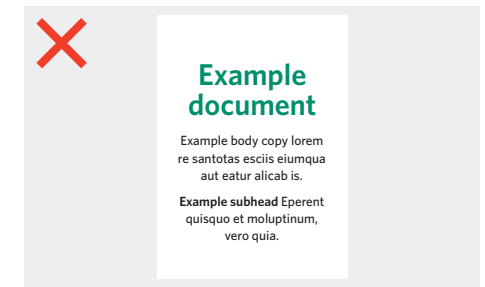 Example
document
Example body copy lorem
re santotas esciis eiumqua
aut eatur alicab is.
Example subhead Eperent
quisquo et moluptinum,
vero quia.